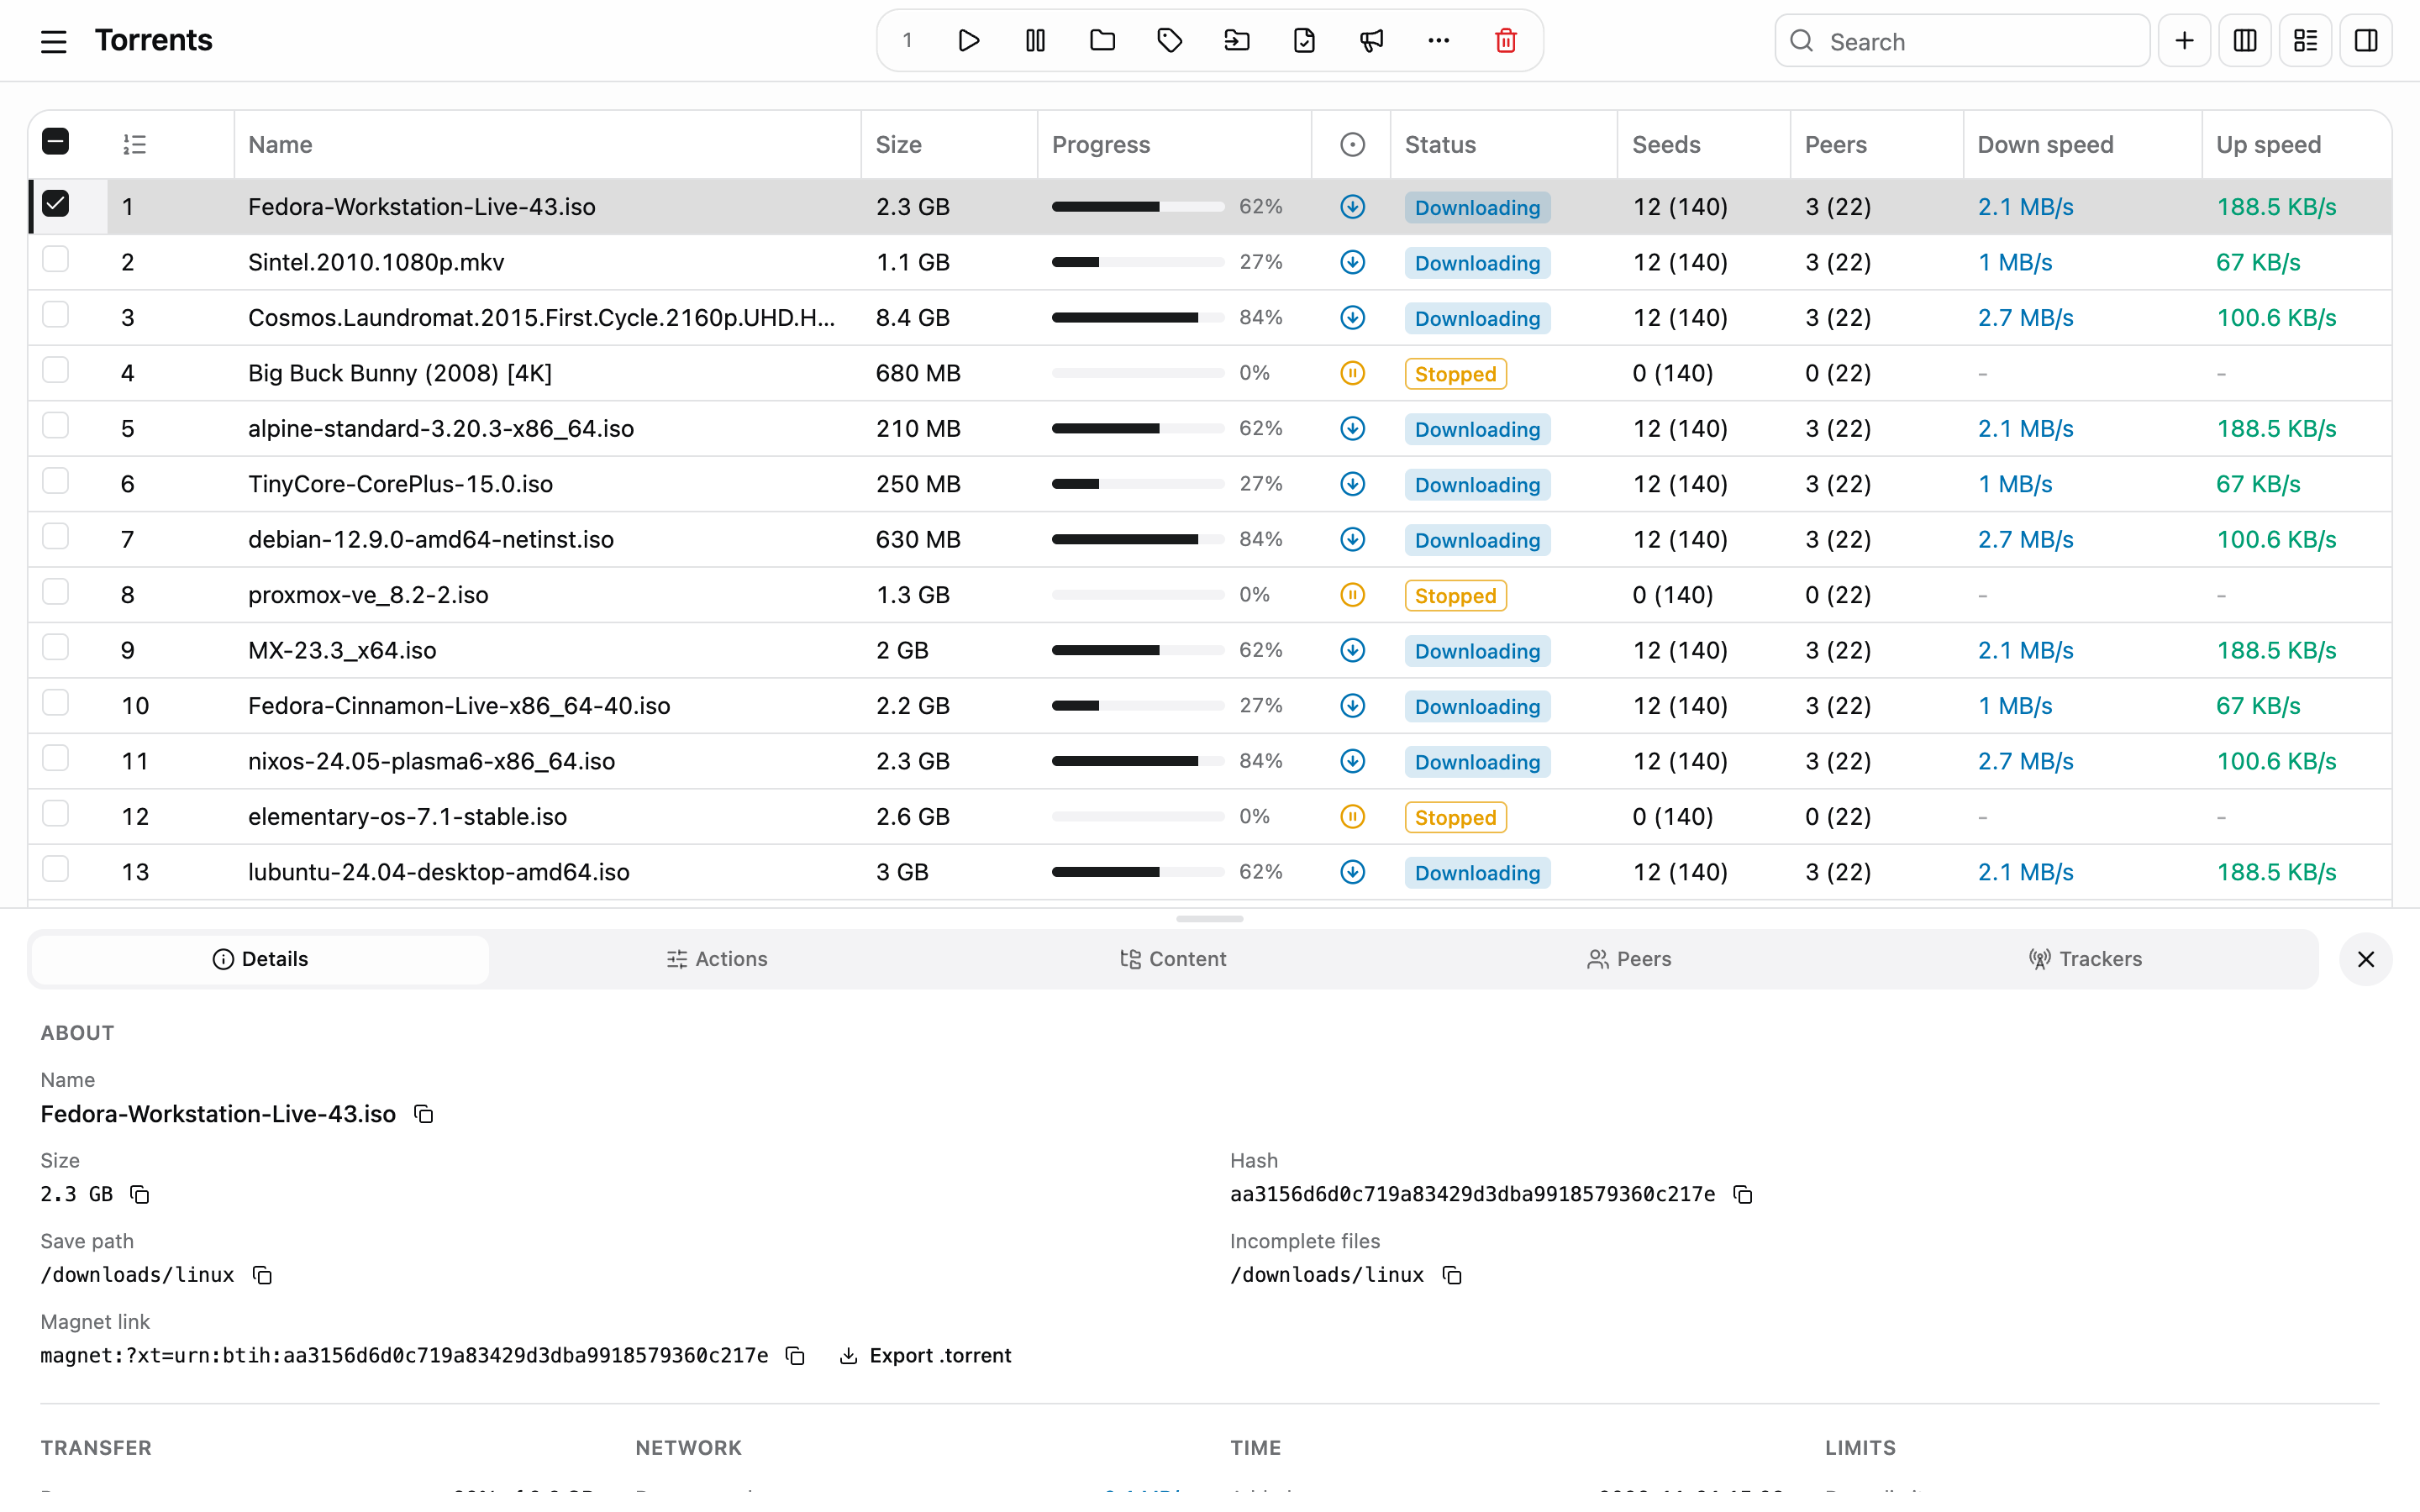 Torrents
1
Search
Name Size Progress Status Seeds Peers Down speed Up speed
1 Fedora-Workstation-Live-43.iso 2.3 GB 62% Downloading 12 (140) 3 (22) 2.1 MB/s 188.5 KB/s
2 Sintel.2010.1080p.mkv 1.1 GB 27% Downloading 12 (140) 3 (22) 1 MB/s 67 KB/s
3 Cosmos.Laundromat.2015.First.Cycle.2160p.UHD.H... 8.4 GB 84% Downloading 12 (140) 3 (22) 2.7 MB/s 100.6 KB/s
4 Big Buck Bunny (2008) [4K] 680 MB 0% Stopped 0 (140) 0 (22) - -
5 alpine-standard-3.20.3-x86_64.iso 210 MB 62% Downloading 12 (140) 3 (22) 2.1 MB/s 188.5 KB/s
6 TinyCore-CorePlus-15.0.iso 250 MB 27% Downloading 12 (140) 3 (22) 1 MB/s 67 KB/s
7 debian-12.9.0-amd64-netinst.iso 630 MB 84% Downloading 12 (140) 3 (22) 2.7 MB/s 100.6 KB/s
8 proxmox-ve_8.2-2.iso 1.3 GB 0% Stopped 0 (140) 0 (22) - -
9 MX-23.3_x64.iso 2 GB 62% Downloading 12 (140) 3 (22) 2.1 MB/s 188.5 KB/s
10 Fedora-Cinnamon-Live-x86_64-40.iso 2.2 GB 27% Downloading 12 (140) 3 (22) 1 MB/s 67 KB/s
11 nixos-24.05-plasma6-x86_64.iso 2.3 GB 84% Downloading 12 (140) 3 (22) 2.7 MB/s 100.6 KB/s
12 elementary-os-7.1-stable.iso 2.6 GB 0% Stopped 0 (140) 0 (22) - -
13 lubuntu-24.04-desktop-amd64.iso 3 GB 62% Downloading 12 (140) 3 (22) 2.1 MB/s 188.5 KB/s
Details Actions Content Peers Trackers
ABOUT
Name
Fedora-Workstation-Live-43.iso
Size Hash
2.3 GB aa3156d6d0c719a83429d3dba9918579360c217e
Save path Incomplete files
/downloads/linux /downloads/linux
Magnet link
magnet:?xt=urn:btih:aa3156d6d0c719a83429d3dba9918579360c217e Export .torrent
TRANSFER NETWORK TIME LIMITS